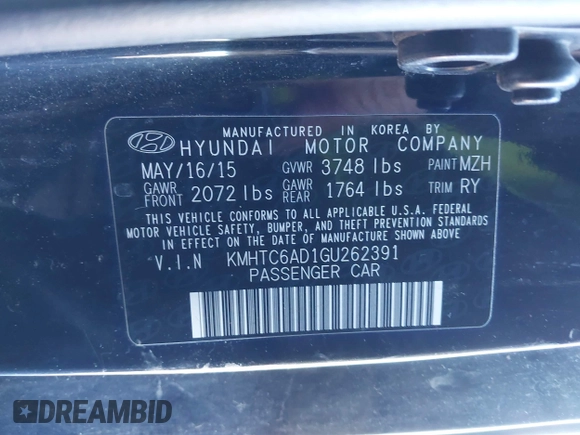 MANUFACTURED IN KOREA BY
HYUNDAI MOTOR COMPANY
MAY/16/15 GVWR 3748 lbs PAINT MZH
GAWR FRONT 2072 lbs GAWR REAR 1764 lbs TRIM RY
THIS VEHICLE CONFORMS TO ALL APPLICABLE U.S.A. FEDERAL
MOTOR VEHICLE SAFETY, BUMPER, AND THEFT PREVENTION STANDARDS
IN EFFECT ON THE DATE OF MANUFACTURE SHOWN ABOVE.
V.I.N KMHTC6AD1GU262391
PASSENGER CAR
DREAMBID